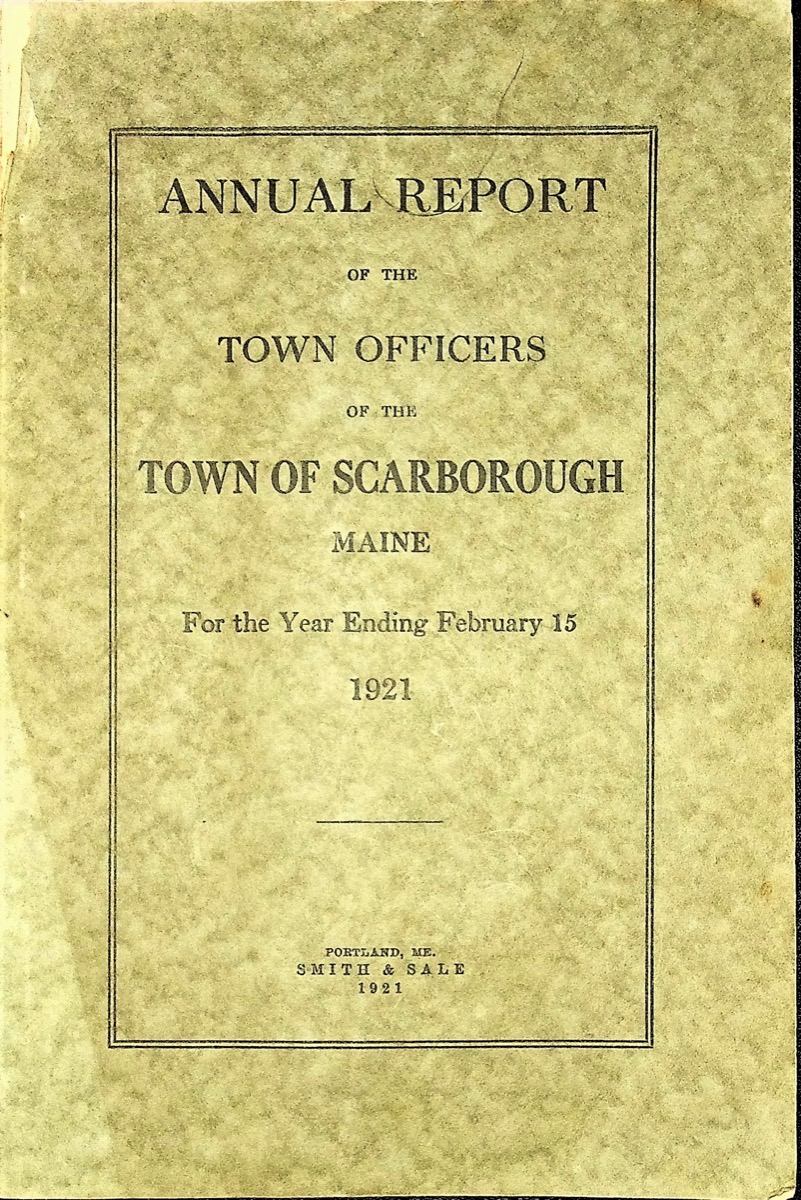 ANNUAL REPORT
OF THE
TOWN OFFICERS
OF THE
TOWN OF SCARBOROUGH
MAINE
For the Year Ending February 15
1921
PORTLAND, ME.
SMITH & SALE
1921